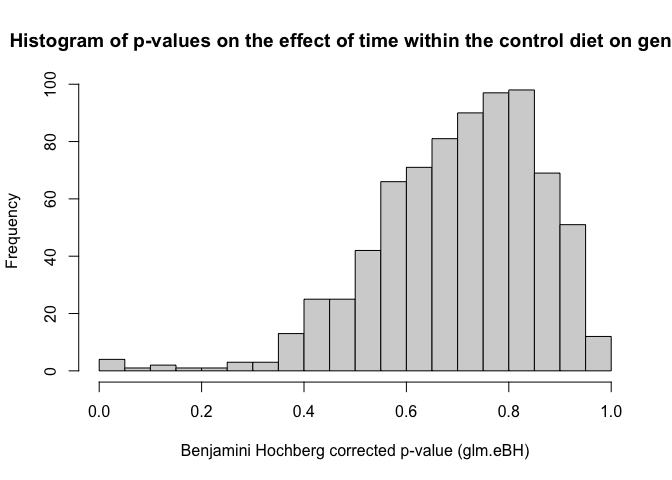 Histogram of p-values on the effect of time within the control diet on gen
Frequency
100
80
60
40
20
0
0.0 0.2 0.4 0.6 0.8 1.0
Benjamini Hochberg corrected p-value (glm.eBH)